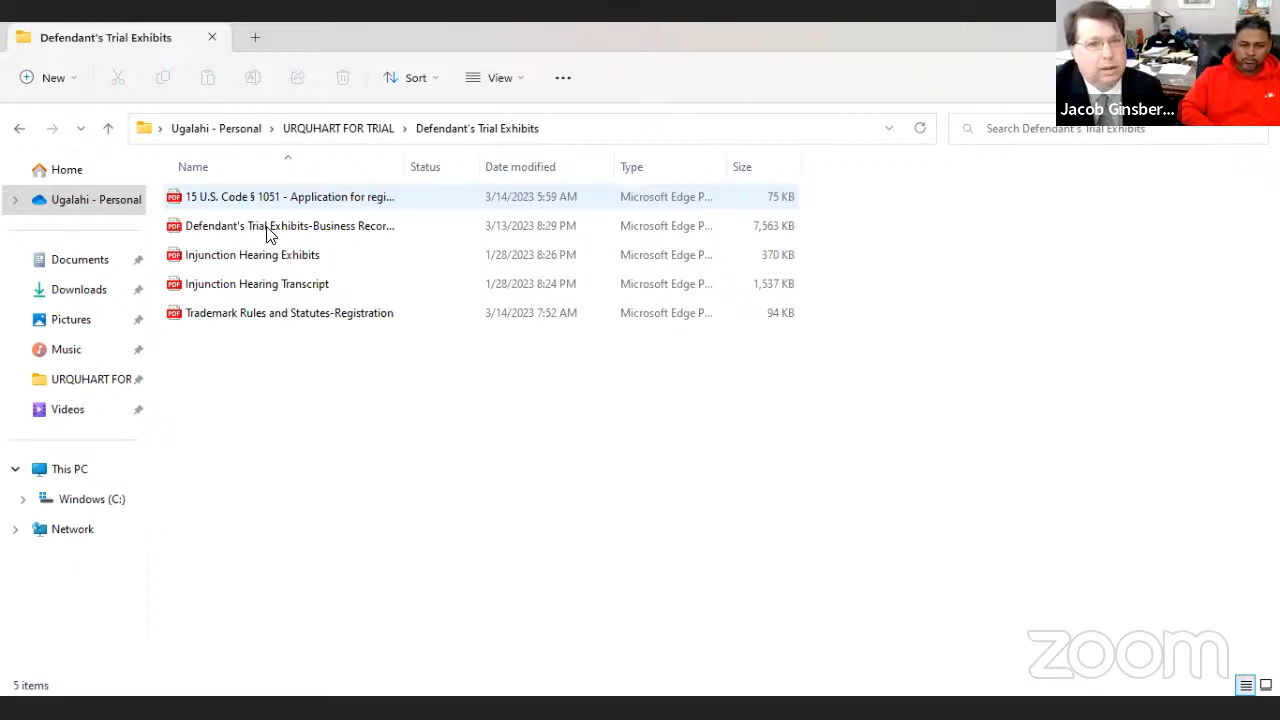 Defendant's Trial Exhibits
New
Sort
View
Jacob Ginsber...
Ugalahi - Personal
URQUHART FOR TRIAL
Defendant's Trial Exhibits
Search Defendant's Trial Exhibits
Name Status Date modified Type Size
Home
Ugalahi - Personal
Documents
Downloads
Pictures
Music
URQUHART FOR
Videos
This PC
Windows (C:)
Network
15 U.S. Code § 1051 - Application for regi... 3/14/2023 5:59 AM Microsoft Edge P... 75 KB
Defendant's Trial Exhibits-Business Recor... 3/13/2023 8:29 PM Microsoft Edge P... 7,563 KB
Injunction Hearing Exhibits 1/28/2023 8:26 PM Microsoft Edge P... 370 KB
Injunction Hearing Transcript 1/28/2023 8:24 PM Microsoft Edge P... 1,537 KB
Trademark Rules and Statutes-Registration 3/14/2023 7:52 AM Microsoft Edge P... 94 KB
5 items
zoom